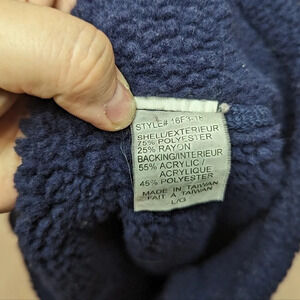 STYLE# 16F3-16
SHELL/EXTERIEUR
75% POLYESTER
25% RAYON
BACKING/INTERIEUR
55% ACRYLIC /
ACRYLIQUE
45% POLYESTER
MADE IN TAIWAN
FAIT À TAIWAN
L/G